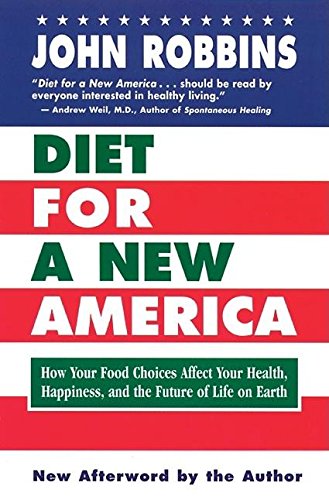 JOHN ROBBINS
“Diet for a New America . . . should be read by
everyone interested in healthy living.”
— Andrew Weil, M.D., Author of Spontaneous Healing
DIET
FOR
A NEW
AMERICA
How Your Food Choices Affect Your Health,
Happiness, and the Future of Life on Earth
New Afterword by the Author